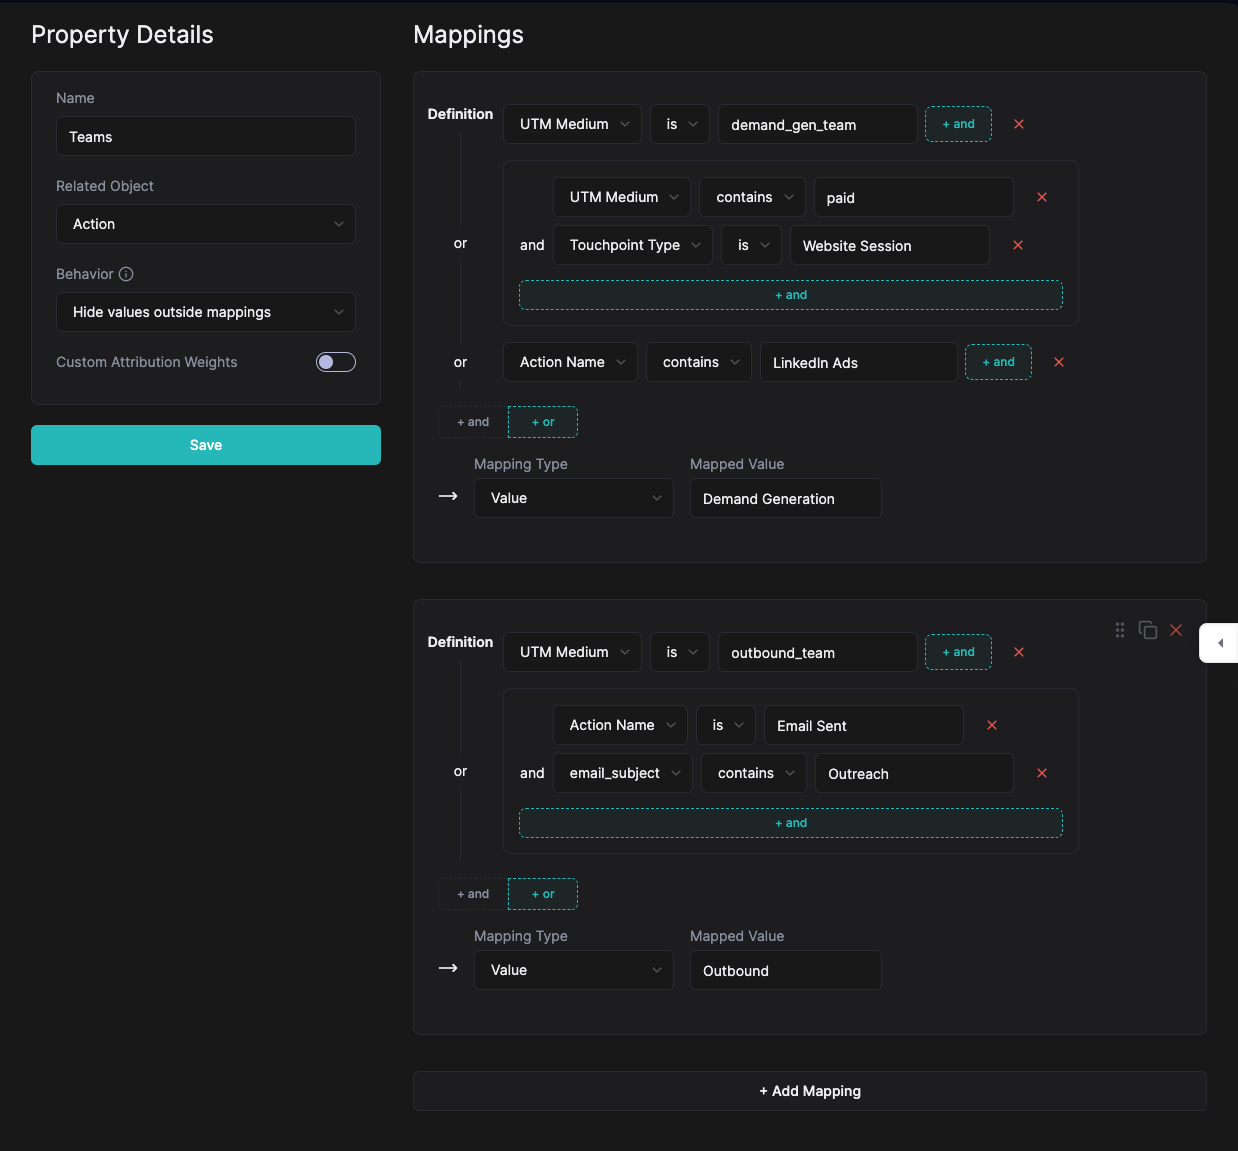 Property Details
Name
Teams
Related Object
Action
Behavior
Hide values outside mappings
Custom Attribution Weights
Save
Mappings
Definition UTM Medium is demand_gen_team + and
UTM Medium contains paid
or
and Touchpoint Type is Website Session
+ and
or Action Name contains LinkedIn Ads + and
+ and + or
Mapping Type Mapped Value
Value Demand Generation
Definition UTM Medium is outbound_team + and
Action Name is Email Sent
or
and email_subject contains Outreach
+ and
+ and + or
Mapping Type Mapped Value
Value Outbound
+ Add Mapping